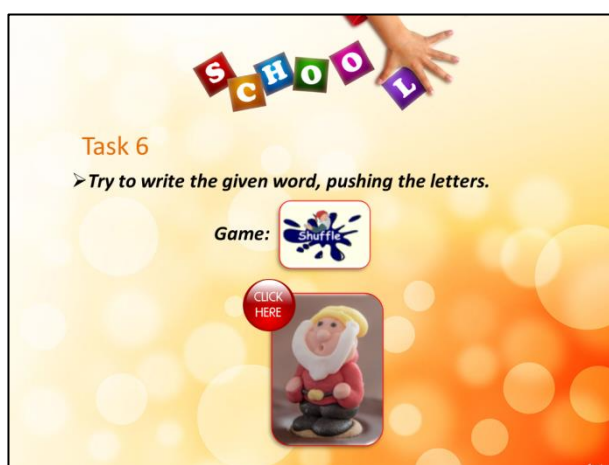 SCHOOL
Task 6
➢Try to write the given word, pushing the letters.
Game:
Shuffle
CLICK
HERE